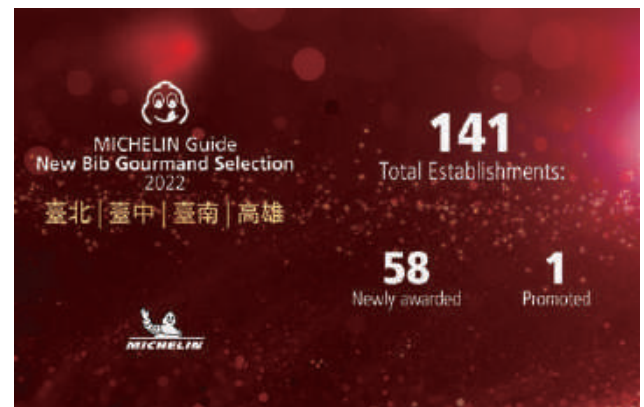 MICHELIN Guide
New Bib Gourmand Selection
2022
臺北|臺中|臺南|高雄
MICHELIN
141
Total Establishments:
58
Newly awarded
1
Promoted